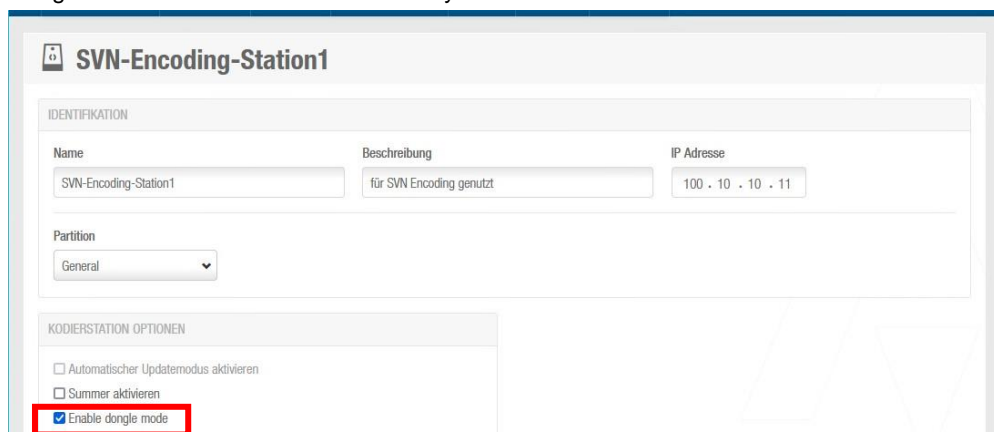 SVN-Encoding-Station1
IDENTIFIKATION
Name Beschreibung IP Adresse
SVN-Encoding-Station1 für SVN Encoding genutzt 100 . 10 . 10 . 11
Partition
General
KODIERSTATION OPTIONEN
Automatischer Updatemodus aktivieren
Summer aktivieren
Enable dongle mode